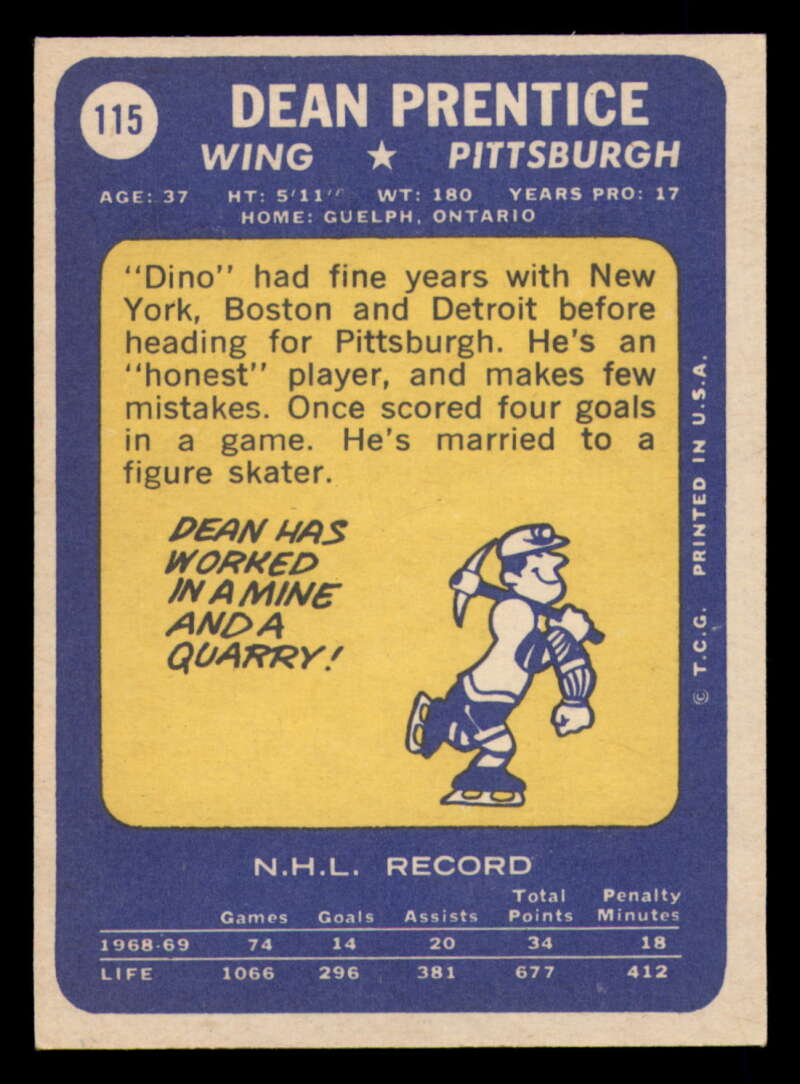 115
DEAN PRENTICE
WING ★ PITTSBURGH
AGE: 37 HT: 5'11" WT: 180 YEARS PRO: 17
HOME: GUELPH, ONTARIO
"Dino" had fine years with New
York, Boston and Detroit before
heading for Pittsburgh. He's an
"honest" player, and makes few
mistakes. Once scored four goals
in a game. He's married to a
figure skater.
DEAN HAS
WORKED
IN A MINE
AND A
QUARRY!
© T.C.G. PRINTED IN U.S.A.
N.H.L. RECORD
Games Goals Assists Total Points Penalty Minutes
1968-69 74 14 20 34 18
LIFE 1066 296 381 677 412